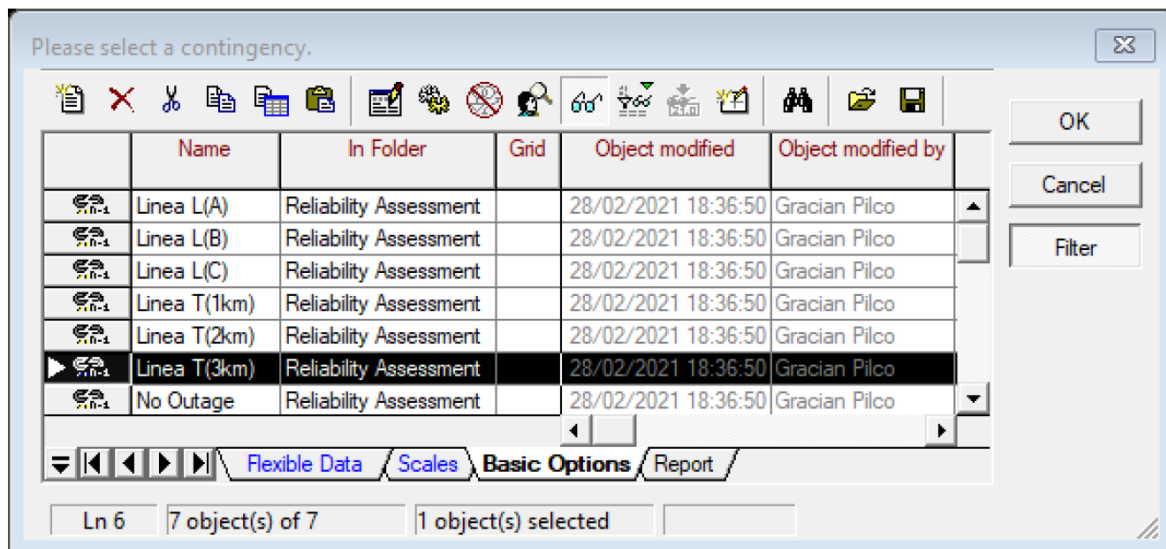 Please select a contingency.
OK
Cancel
Filter
Name In Folder Grid Object modified Object modified by
Linea L(A) Reliability Assessment 28/02/2021 18:36:50 Gracian Pilco
Linea L(B) Reliability Assessment 28/02/2021 18:36:50 Gracian Pilco
Linea L(C) Reliability Assessment 28/02/2021 18:36:50 Gracian Pilco
Linea T(1km) Reliability Assessment 28/02/2021 18:36:50 Gracian Pilco
Linea T(2km) Reliability Assessment 28/02/2021 18:36:50 Gracian Pilco
Linea T(3km) Reliability Assessment 28/02/2021 18:36:50 Gracian Pilco
No Outage Reliability Assessment 28/02/2021 18:36:50 Gracian Pilco
Flexible Data Scales Basic Options Report
Ln 6 7 object(s) of 7 1 object(s) selected